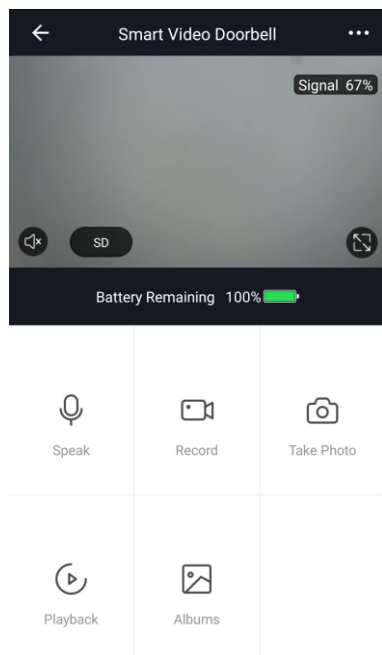 Smart Video Doorbell
Signal 67%
SD
Battery Remaining 100%
Speak Record Take Photo
Playback Albums